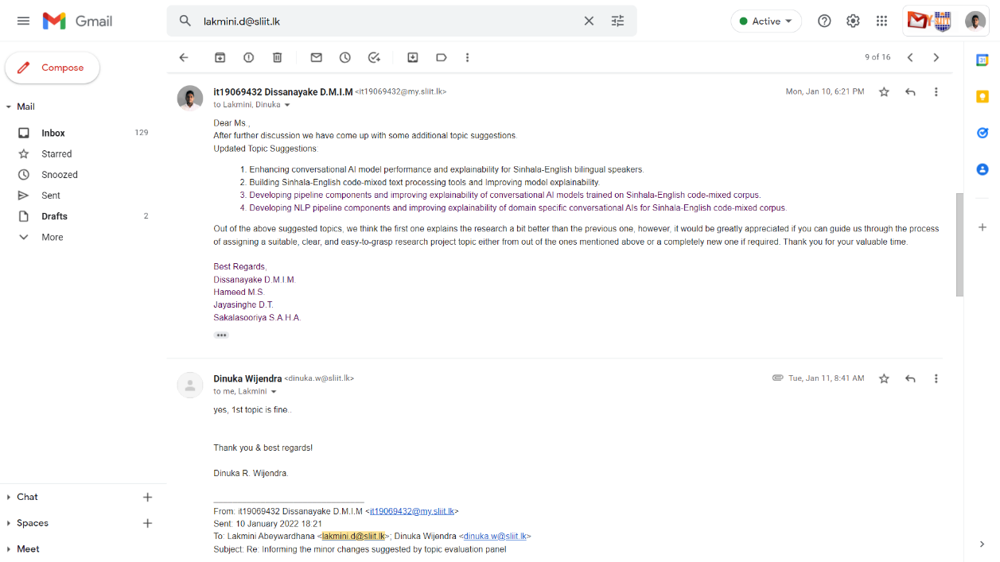 Gmail
lakmini.d@sliit.lk
Active
Compose
9 of 16
Mail
Inbox 129
Starred
Snoozed
Sent
Drafts 2
More
Chat
Spaces
Meet
it19069432 Dissanayake D.M.I.M <it19069432@my.sliit.lk>
Mon, Jan 10, 6:21 PM
to Lakmini, Dinuka
Dear Ms.,
After further discussion we have come up with some additional topic suggestions.
Updated Topic Suggestions:
1. Enhancing conversational AI model performance and explainability for Sinhala-English bilingual speakers.
2. Building Sinhala-English code-mixed text processing tools and Improving model explainability.
3. Developing pipeline components and improving explainability of conversational AI models trained on Sinhala-English code-mixed corpus.
4. Developing NLP pipeline components and improving explainability of domain specific conversational AIs for Sinhala-English code-mixed corpus.
Out of the above suggested topics, we think the first one explains the research a bit better than the previous one, however, it would be greatly appreciated if you can guide us through the process
of assigning a suitable, clear, and easy-to-grasp research project topic either from out of the ones mentioned above or a completely new one if required. Thank you for your valuable time.
Best Regards,
Dissanayake D.M.I.M.
Hameed M.S.
Jayasinghe D.T.
Sakalasooriya S.A.H.A.
Dinuka Wijendra <dinuka.w@sliit.lk>
Tue, Jan 11, 8:41 AM
to me, Lakmini
yes, 1st topic is fine..
Thank you & best regards!
Dinuka R. Wijendra.
From: it19069432 Dissanayake D.M.I.M <it19069432@my.sliit.lk>
Sent: 10 January 2022 18:21
To: Lakmini Abeywardhana <lakmini.d@sliit.lk>; Dinuka Wijendra <dinuka.w@sliit.lk>
Subject: Re: Informing the minor changes suggested by topic evaluation panel
31